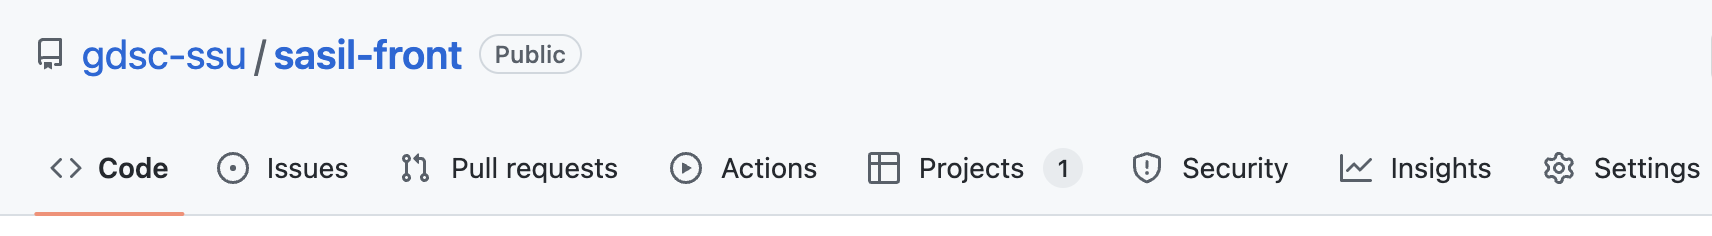 gdsc-ssu / sasil-front Public
Code Issues Pull requests Actions Projects 1 Security Insights Settings